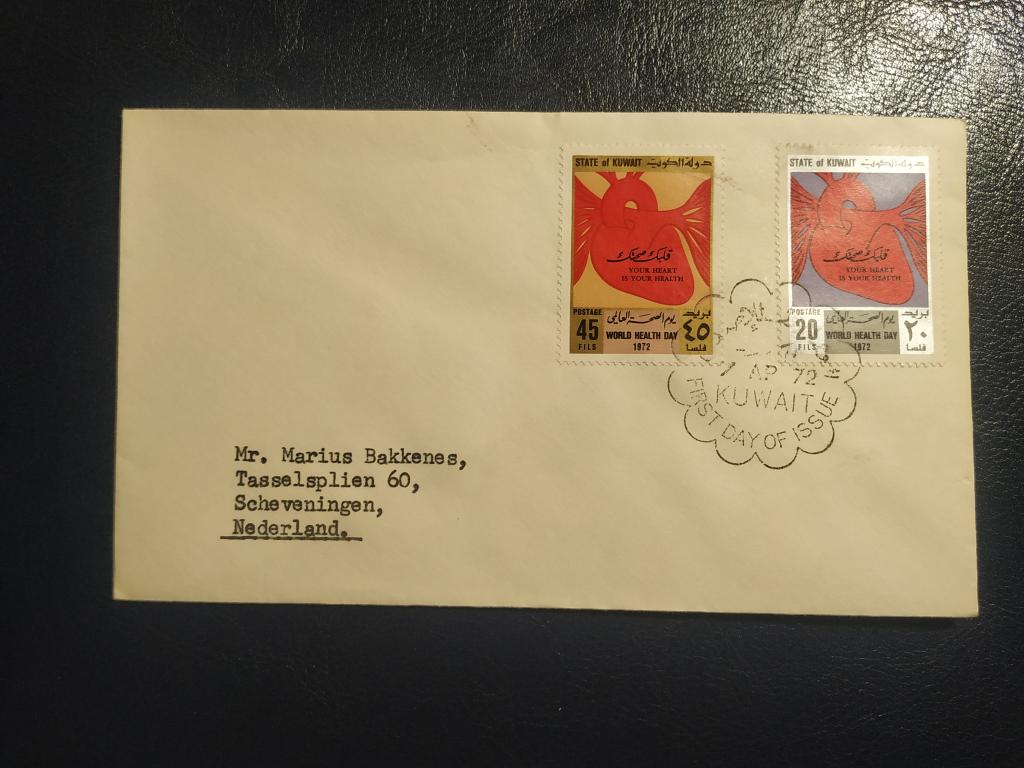 STATE of KUWAIT دولة الكويت
قلبك صحتك
YOUR HEART
IS YOUR HEALTH
POSTAGE
45
FILS
يوم الصحة العالمي
WORLD HEALTH DAY
1972
بريد
٤٥
فلسا
STATE of KUWAIT دولة الكويت
قلبك صحتك
YOUR HEART
IS YOUR HEALTH
POSTAGE
20
FILS
يوم الصحة العالمي
WORLD HEALTH DAY
1972
بريد
٢٠
فلسا
7 AP 72
KUWAIT
FIRST DAY OF ISSUE
Mr. Marius Bakkenes,
Tasselsplien 60,
Scheveningen,
Nederland.